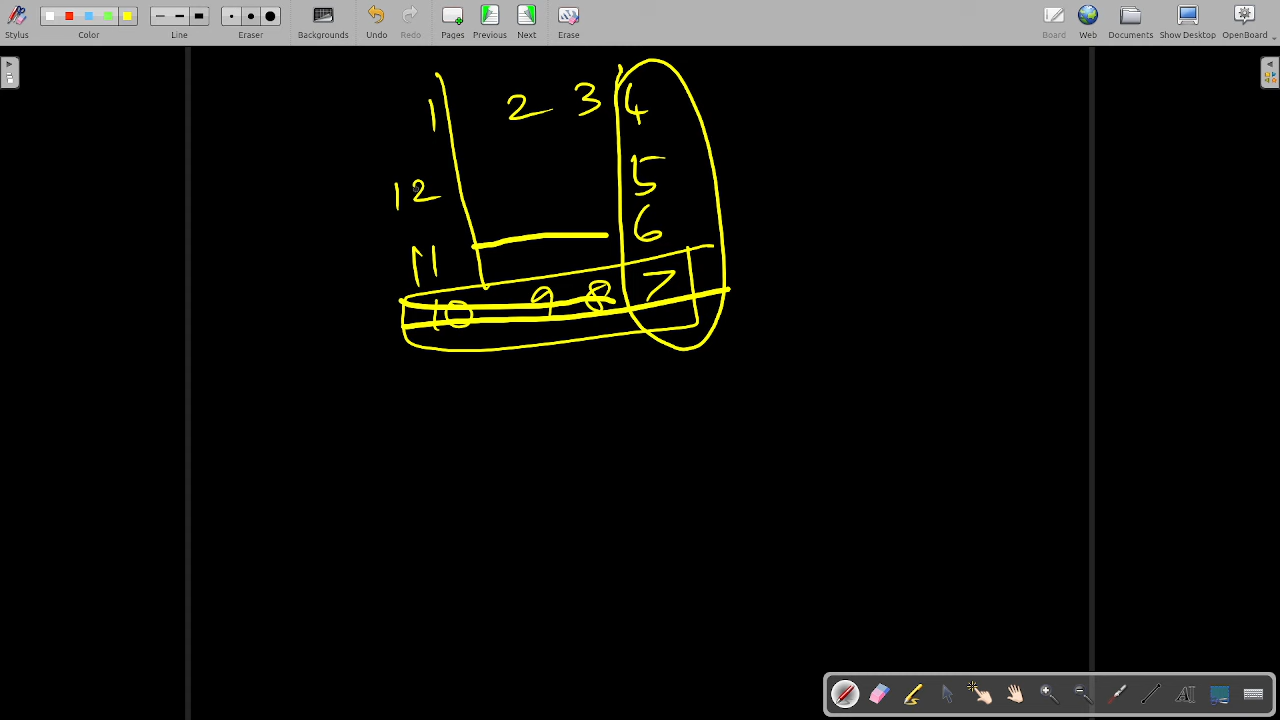 Stylus Color Line Eraser Backgrounds Undo Redo Pages Previous Next Erase Board Web Documents Show Desktop OpenBoard
1 2 3 4
12 5
6
11
10 9 8 7